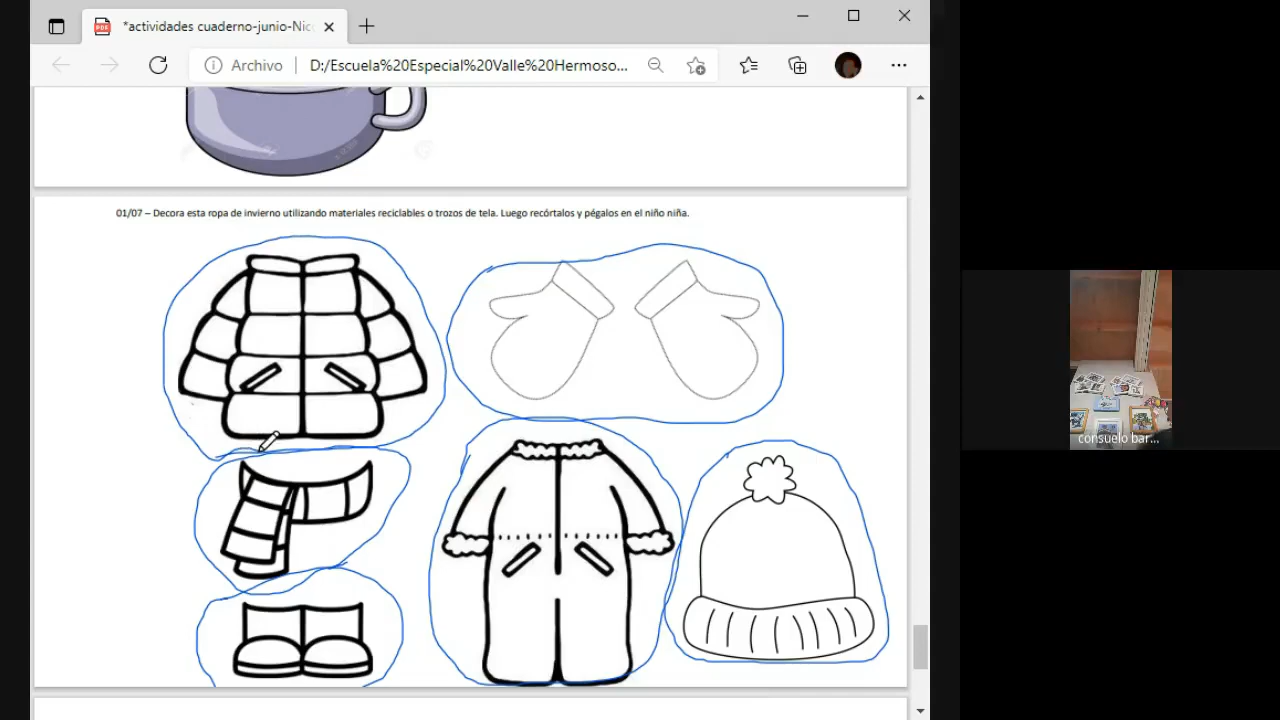 *actividades cuaderno-junio-Nic
Archivo
D:/Escuela%20Especial%20Valle%20Hermoso...
01/07 – Decora esta ropa de invierno utilizando materiales reciclables o trozos de tela. Luego recórtalos y pégalos en el niño niña.
consuelo bar...